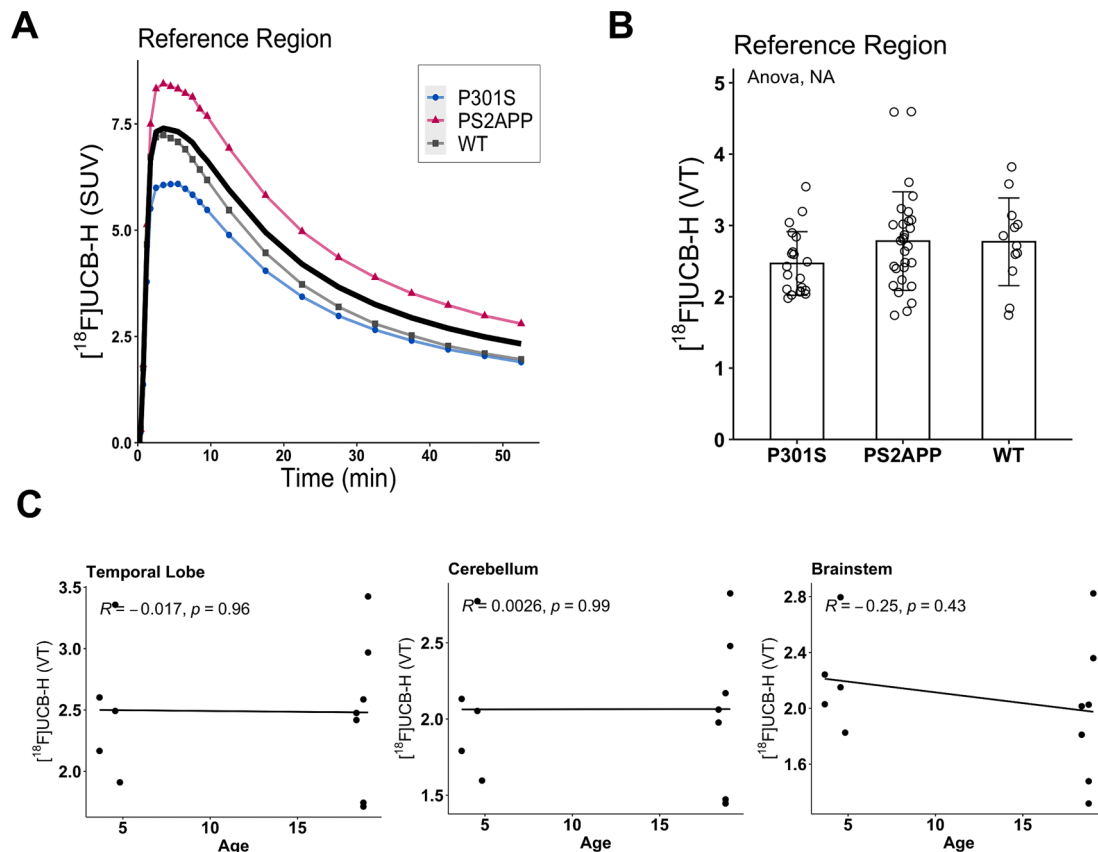 A
Reference Region
[¹⁸F]UCB-H (SUV)
7.5
5.0
2.5
0.0
0
10
20
30
40
50
Time (min)
P301S
PS2APP
WT
B
Reference Region
Anova, NA
[¹⁸F]UCB-H (VT)
5
4
3
2
1
0
P301S
PS2APP
WT
C
Temporal Lobe
R = −0.017, p = 0.96
[¹⁸F]UCB-H (VT)
3.5
3.0
2.5
2.0
5
10
15
Age
Cerebellum
R = 0.0026, p = 0.99
[¹⁸F]UCB-H (VT)
2.5
2.0
1.5
5
10
15
Age
Brainstem
R = −0.25, p = 0.43
[¹⁸F]UCB-H (VT)
2.8
2.4
2.0
1.6
5
10
15
Age